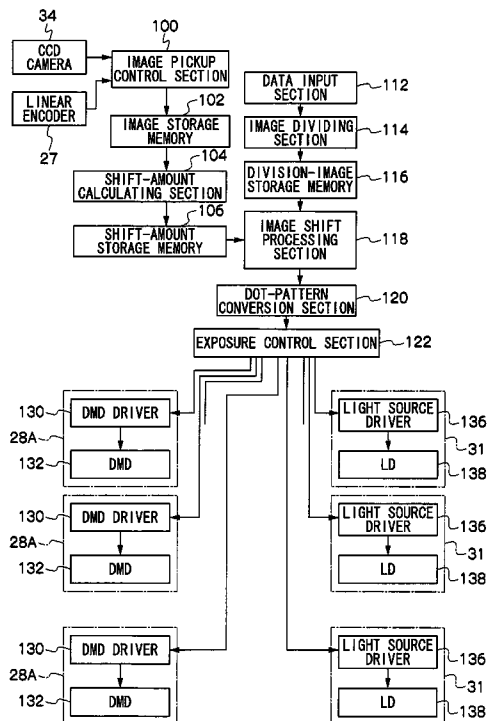 34
100
CCD
CAMERA
IMAGE PICKUP
CONTROL SECTION
LINEAR
ENCODER
27
102
IMAGE STORAGE
MEMORY
DATA INPUT
SECTION
112
104
SHIFT-AMOUNT
CALCULATING SECTION
IMAGE DIVIDING
SECTION
114
106
SHIFT-AMOUNT
STORAGE MEMORY
DIVISION-IMAGE
STORAGE MEMORY
116
IMAGE SHIFT
PROCESSING
SECTION
118
DOT-PATTERN
CONVERSION SECTION
120
EXPOSURE CONTROL SECTION
122
130
DMD DRIVER
28A
132
DMD
LIGHT SOURCE
DRIVER
136
31
LD
138
130
DMD DRIVER
28A
132
DMD
LIGHT SOURCE
DRIVER
136
31
LD
138
130
DMD DRIVER
28A
132
DMD
LIGHT SOURCE
DRIVER
136
31
LD
138